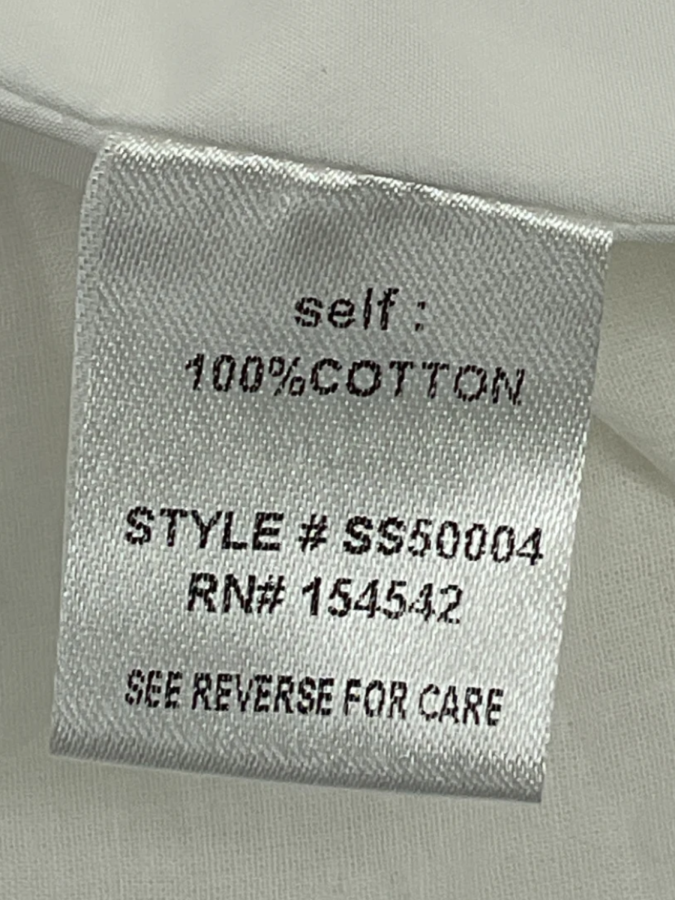 self :
100%COTTON
STYLE # SS50004
RN# 154542
SEE REVERSE FOR CARE